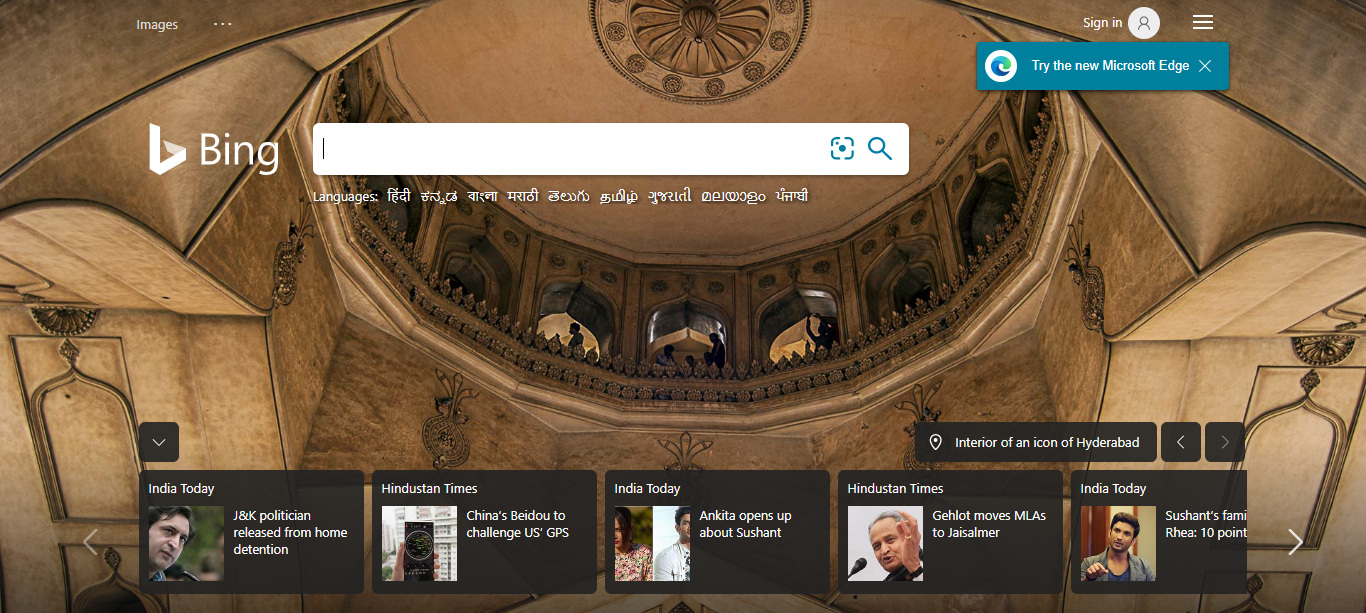 Images
Sign in
Try the new Microsoft Edge
Bing
Languages: हिंदी ಕನ್ನಡ বাংলা मराठी తెలుగు தமிழ் ગુજરાતી മലയാളം ਪੰਜਾਬੀ
Interior of an icon of Hyderabad
India Today
J&K politician
released from home
detention
Hindustan Times
China's Beidou to
challenge US' GPS
India Today
Ankita opens up
about Sushant
Hindustan Times
Gehlot moves MLAs
to Jaisalmer
India Today
Sushant's fami
Rhea: 10 point